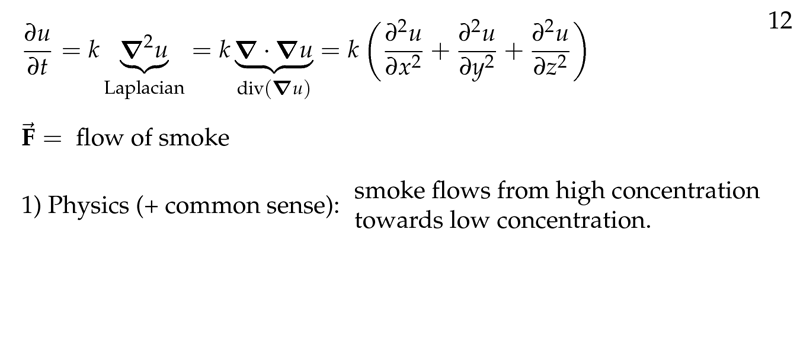 12
∂u/∂t = k ∇²u = k ∇ · ∇u = k (∂²u/∂x² + ∂²u/∂y² + ∂²u/∂z²)
Laplacian div(∇u)
F⃗ = flow of smoke
1) Physics (+ common sense): smoke flows from high concentration
towards low concentration.